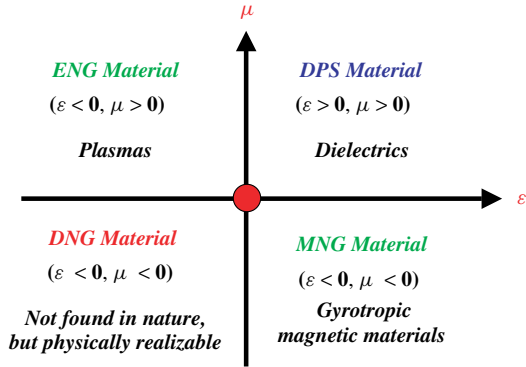 μ
ENG Material
(ε < 0, μ > 0)
Plasmas
DPS Material
(ε > 0, μ > 0)
Dielectrics
ε
DNG Material
(ε < 0, μ < 0)
Not found in nature,
but physically realizable
MNG Material
(ε < 0, μ < 0)
Gyrotropic
magnetic materials